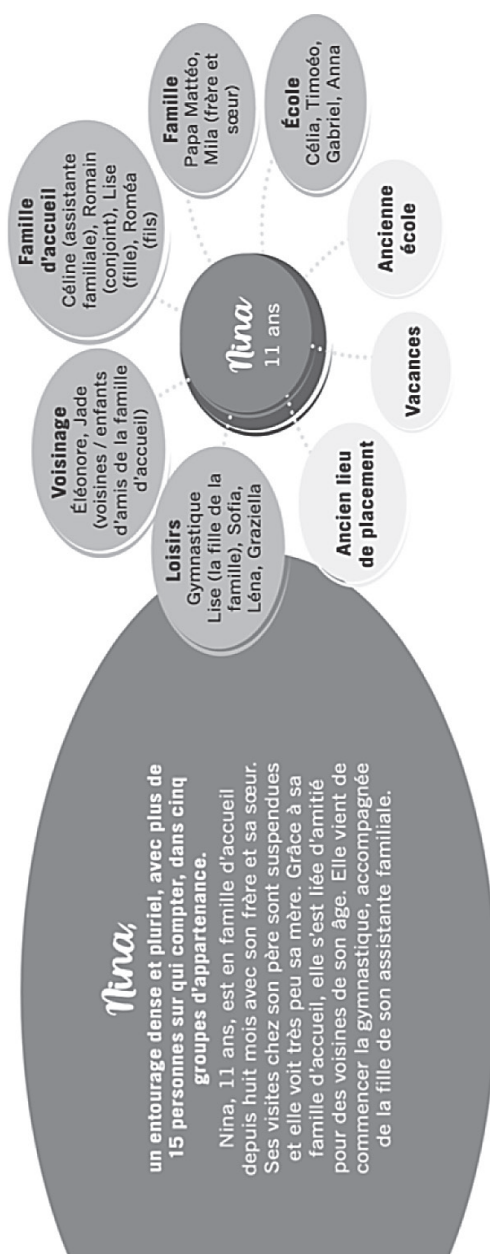 Nina,
un entourage dense et pluriel, avec plus de
15 personnes sur qui compter, dans cinq
groupes d'appartenance.
Nina, 11 ans, est en famille d'accueil
depuis huit mois avec son frère et sa sœur.
Ses visites chez son père sont suspendues
et elle voit très peu sa mère. Grâce à sa
famille d'accueil, elle s'est liée d'amitié
pour des voisines de son âge. Elle vient de
commencer la gymnastique, accompagnée
de la fille de son assistante familiale.
Loisirs
Gymnastique
Lise (la fille de la
famille), Sofia,
Léna, Graziella
Voisinage
Éléonore, Jade
(voisines / enfants
d'amis de la famille
d'accueil)
Famille
d'accueil
Céline (assistante
familiale), Romain
(conjoint), Lise
(fille), Roméa
(fils)
Famille
Papa Mattéo,
Mila (frère et
sœur)
École
Célia, Timoéo,
Gabriel, Anna
Ancienne
école
Vacances
Ancien lieu
de placement
Nina
11 ans